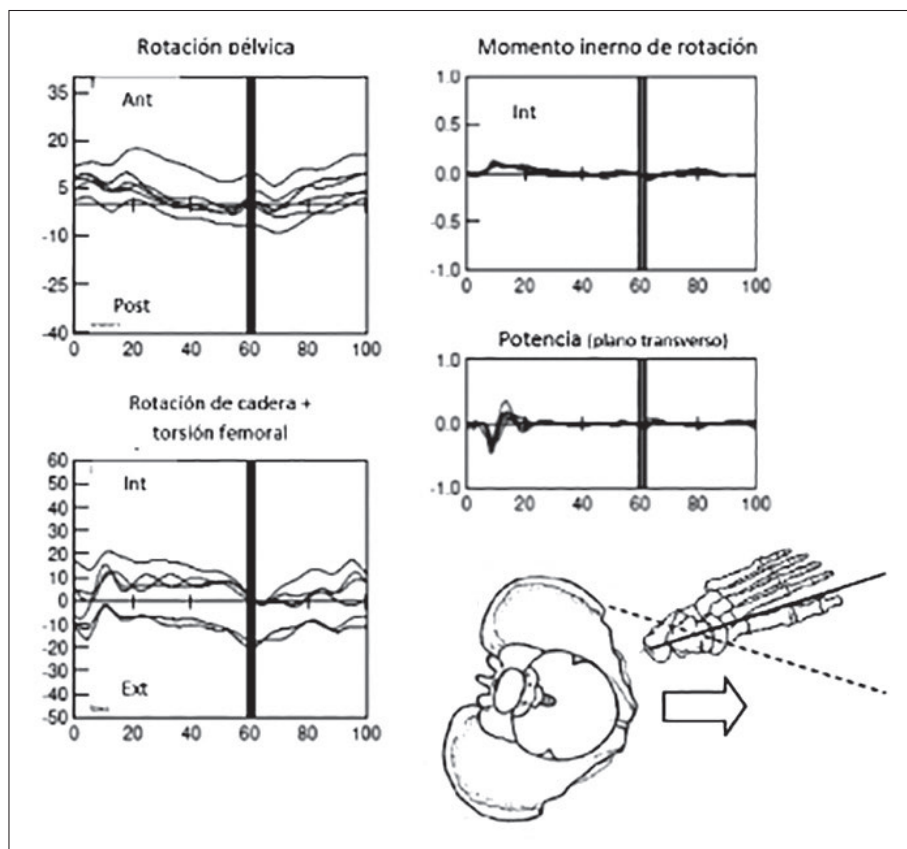 Rotación pélvica
35
20
5
-10
-25
-40
Ant
Post
0 20 40 60 80 100
Momento inerno de rotación
1.0
0.5
0.0
-0.5
-1.0
Int
0 20 40 60 80 100
Potencia (plano transverso)
1.0
0.0
-1.0
0 20 40 60 80 100
Rotación de cadera +
torsión femoral
60
50
40
30
20
10
0
-10
-20
-30
-40
-50
Int
Ext
0 20 40 60 80 100